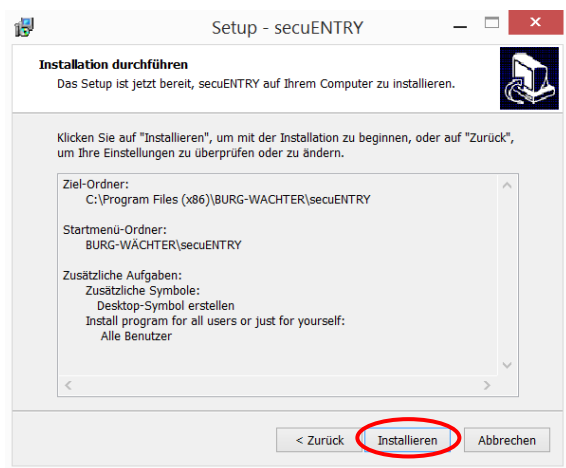 Setup - secuENTRY
Installation durchführen
Das Setup ist jetzt bereit, secuENTRY auf Ihrem Computer zu installieren.
Klicken Sie auf "Installieren", um mit der Installation zu beginnen, oder auf "Zurück",
um Ihre Einstellungen zu überprüfen oder zu ändern.
Ziel-Ordner:
C:\Program Files (x86)\BURG-WACHTER\secuENTRY
Startmenü-Ordner:
BURG-WÄCHTER\secuENTRY
Zusätzliche Aufgaben:
Zusätzliche Symbole:
Desktop-Symbol erstellen
Install program for all users or just for yourself:
Alle Benutzer
< Zurück Installieren Abbrechen